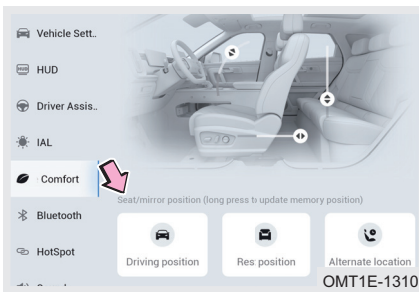 Vehicle Sett..
HUD
HUD
Driver Assis..
IAL
Comfort
Seat/mirror position (long press to update memory position)
Bluetooth
HotSpot
Driving position
Res position
Alternate location
OMT1E-1310